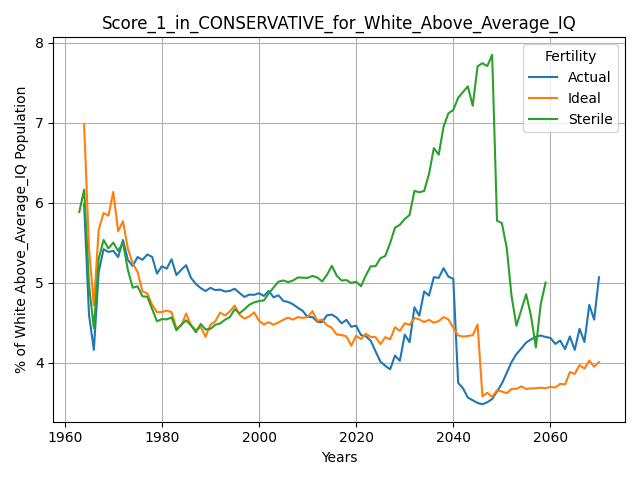 Score_1_in_CONSERVATIVE_for_White_Above_Average_IQ
Fertility
Actual
Ideal
Sterile
% of White Above_Average_IQ Population
8
7
6
5
4
1960
1980
2000
2020
2040
2060
Years